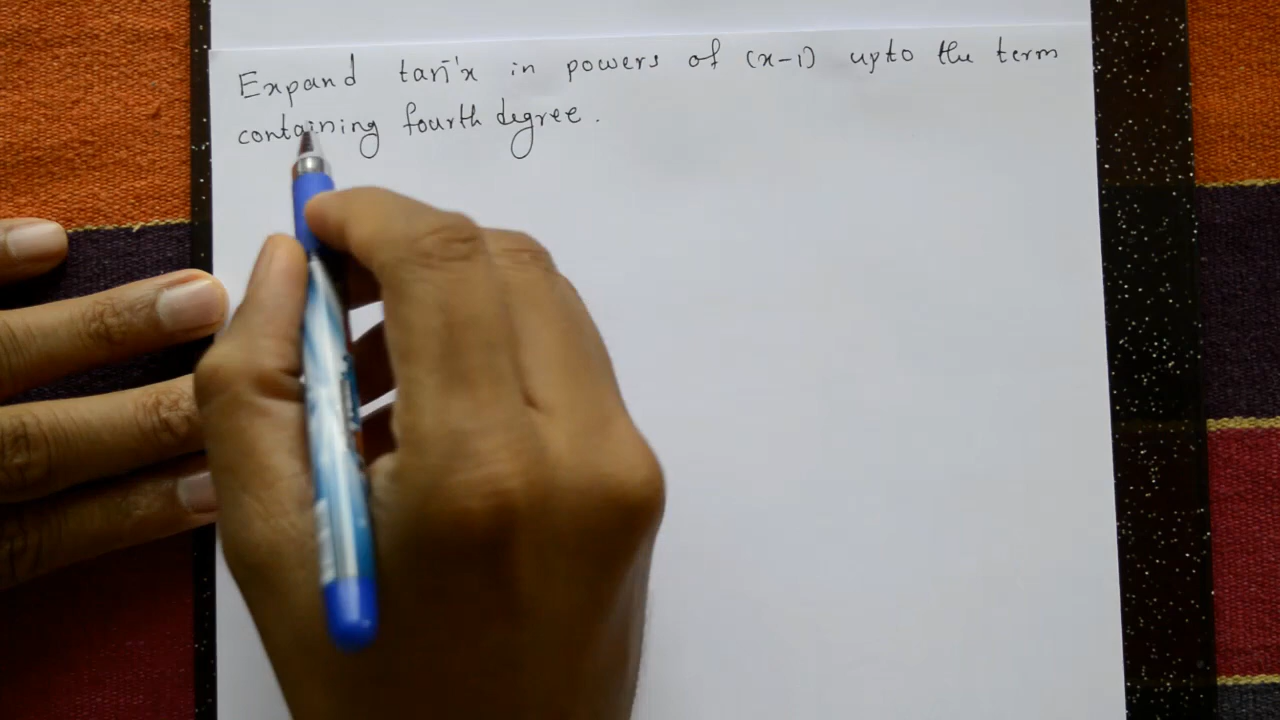 Expand tan⁻¹x in powers of (x-1) upto the term
containing fourth degree.